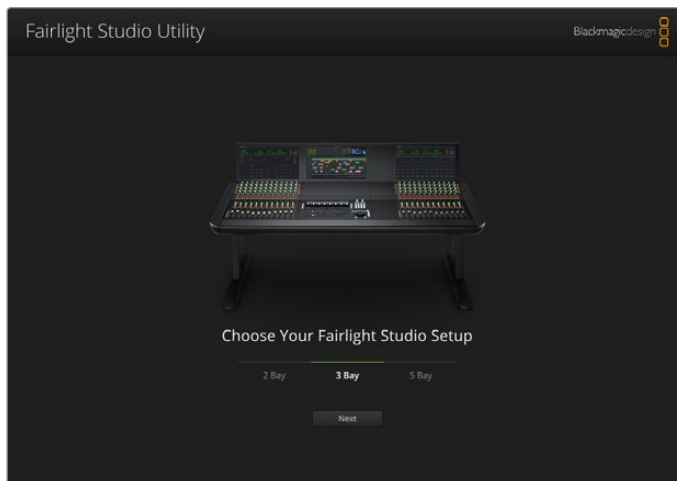 Fairlight Studio Utility
Blackmagicdesign
Choose Your Fairlight Studio Setup
2 Bay
3 Bay
5 Bay
Next